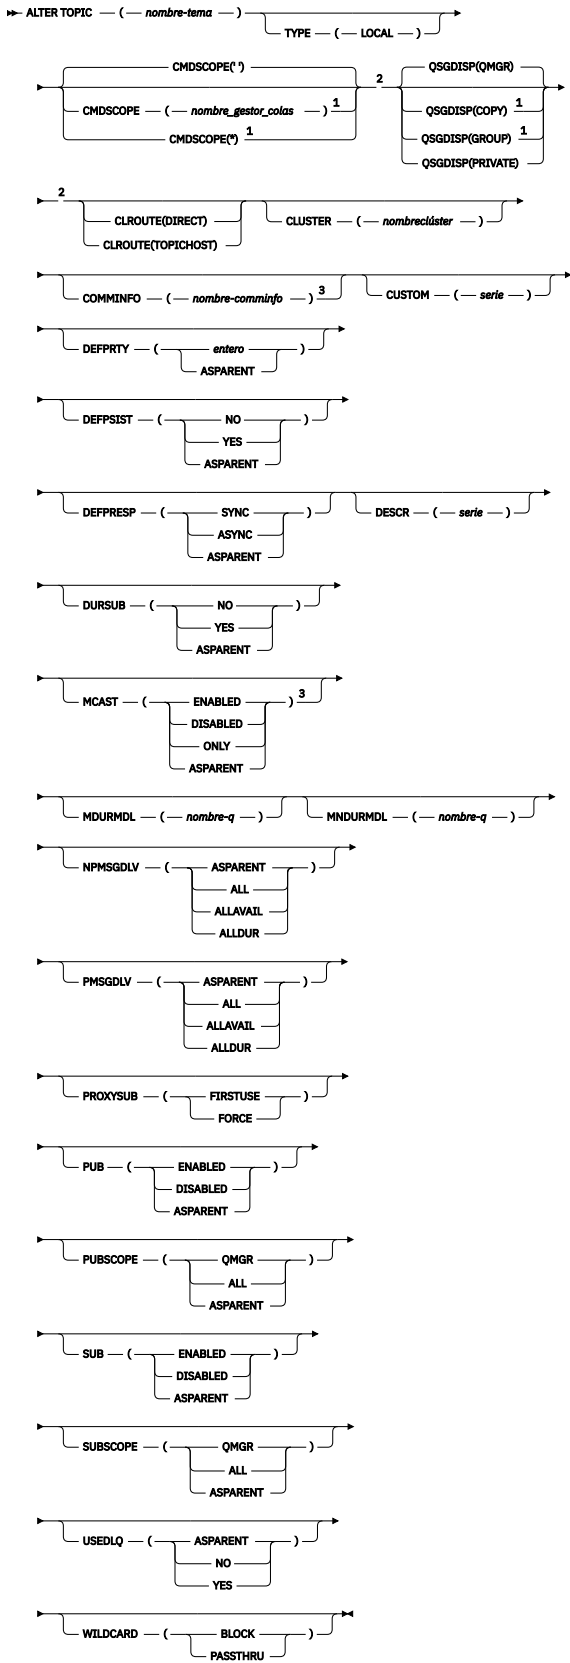 ALTER TOPIC ( nombre-tema )
TYPE ( LOCAL )
CMDSCOPE(' ')
CMDSCOPE ( nombre_gestor_colas ) 1
CMDSCOPE(*) 1
2
QSGDISP(QMGR)
QSGDISP(COPY) 1
QSGDISP(GROUP) 1
QSGDISP(PRIVATE)
2
CLROUTE(DIRECT)
CLROUTE(TOPICHOST)
CLUSTER ( nombreclúster )
COMMINFO ( nombre-comminfo ) 3
CUSTOM ( serie )
DEFPRTY ( entero )
ASPARENT
DEFPSIST ( NO )
YES
ASPARENT
DEFPRESP ( SYNC )
ASYNC
ASPARENT
DESCR ( serie )
DURSUB ( NO )
YES
ASPARENT
MCAST ( ENABLED ) 3
DISABLED
ONLY
ASPARENT
MDURMDL ( nombre-q )
MNDURMDL ( nombre-q )
NPMSGDLV ( ASPARENT )
ALL
ALLAVAIL
ALLDUR
PMSGDLV ( ASPARENT )
ALL
ALLAVAIL
ALLDUR
PROXYSUB ( FIRSTUSE )
FORCE
PUB ( ENABLED )
DISABLED
ASPARENT
PUBSCOPE ( QMGR )
ALL
ASPARENT
SUB ( ENABLED )
DISABLED
ASPARENT
SUBSCOPE ( QMGR )
ALL
ASPARENT
USEDLQ ( ASPARENT )
NO
YES
WILDCARD ( BLOCK )
PASSTHRU